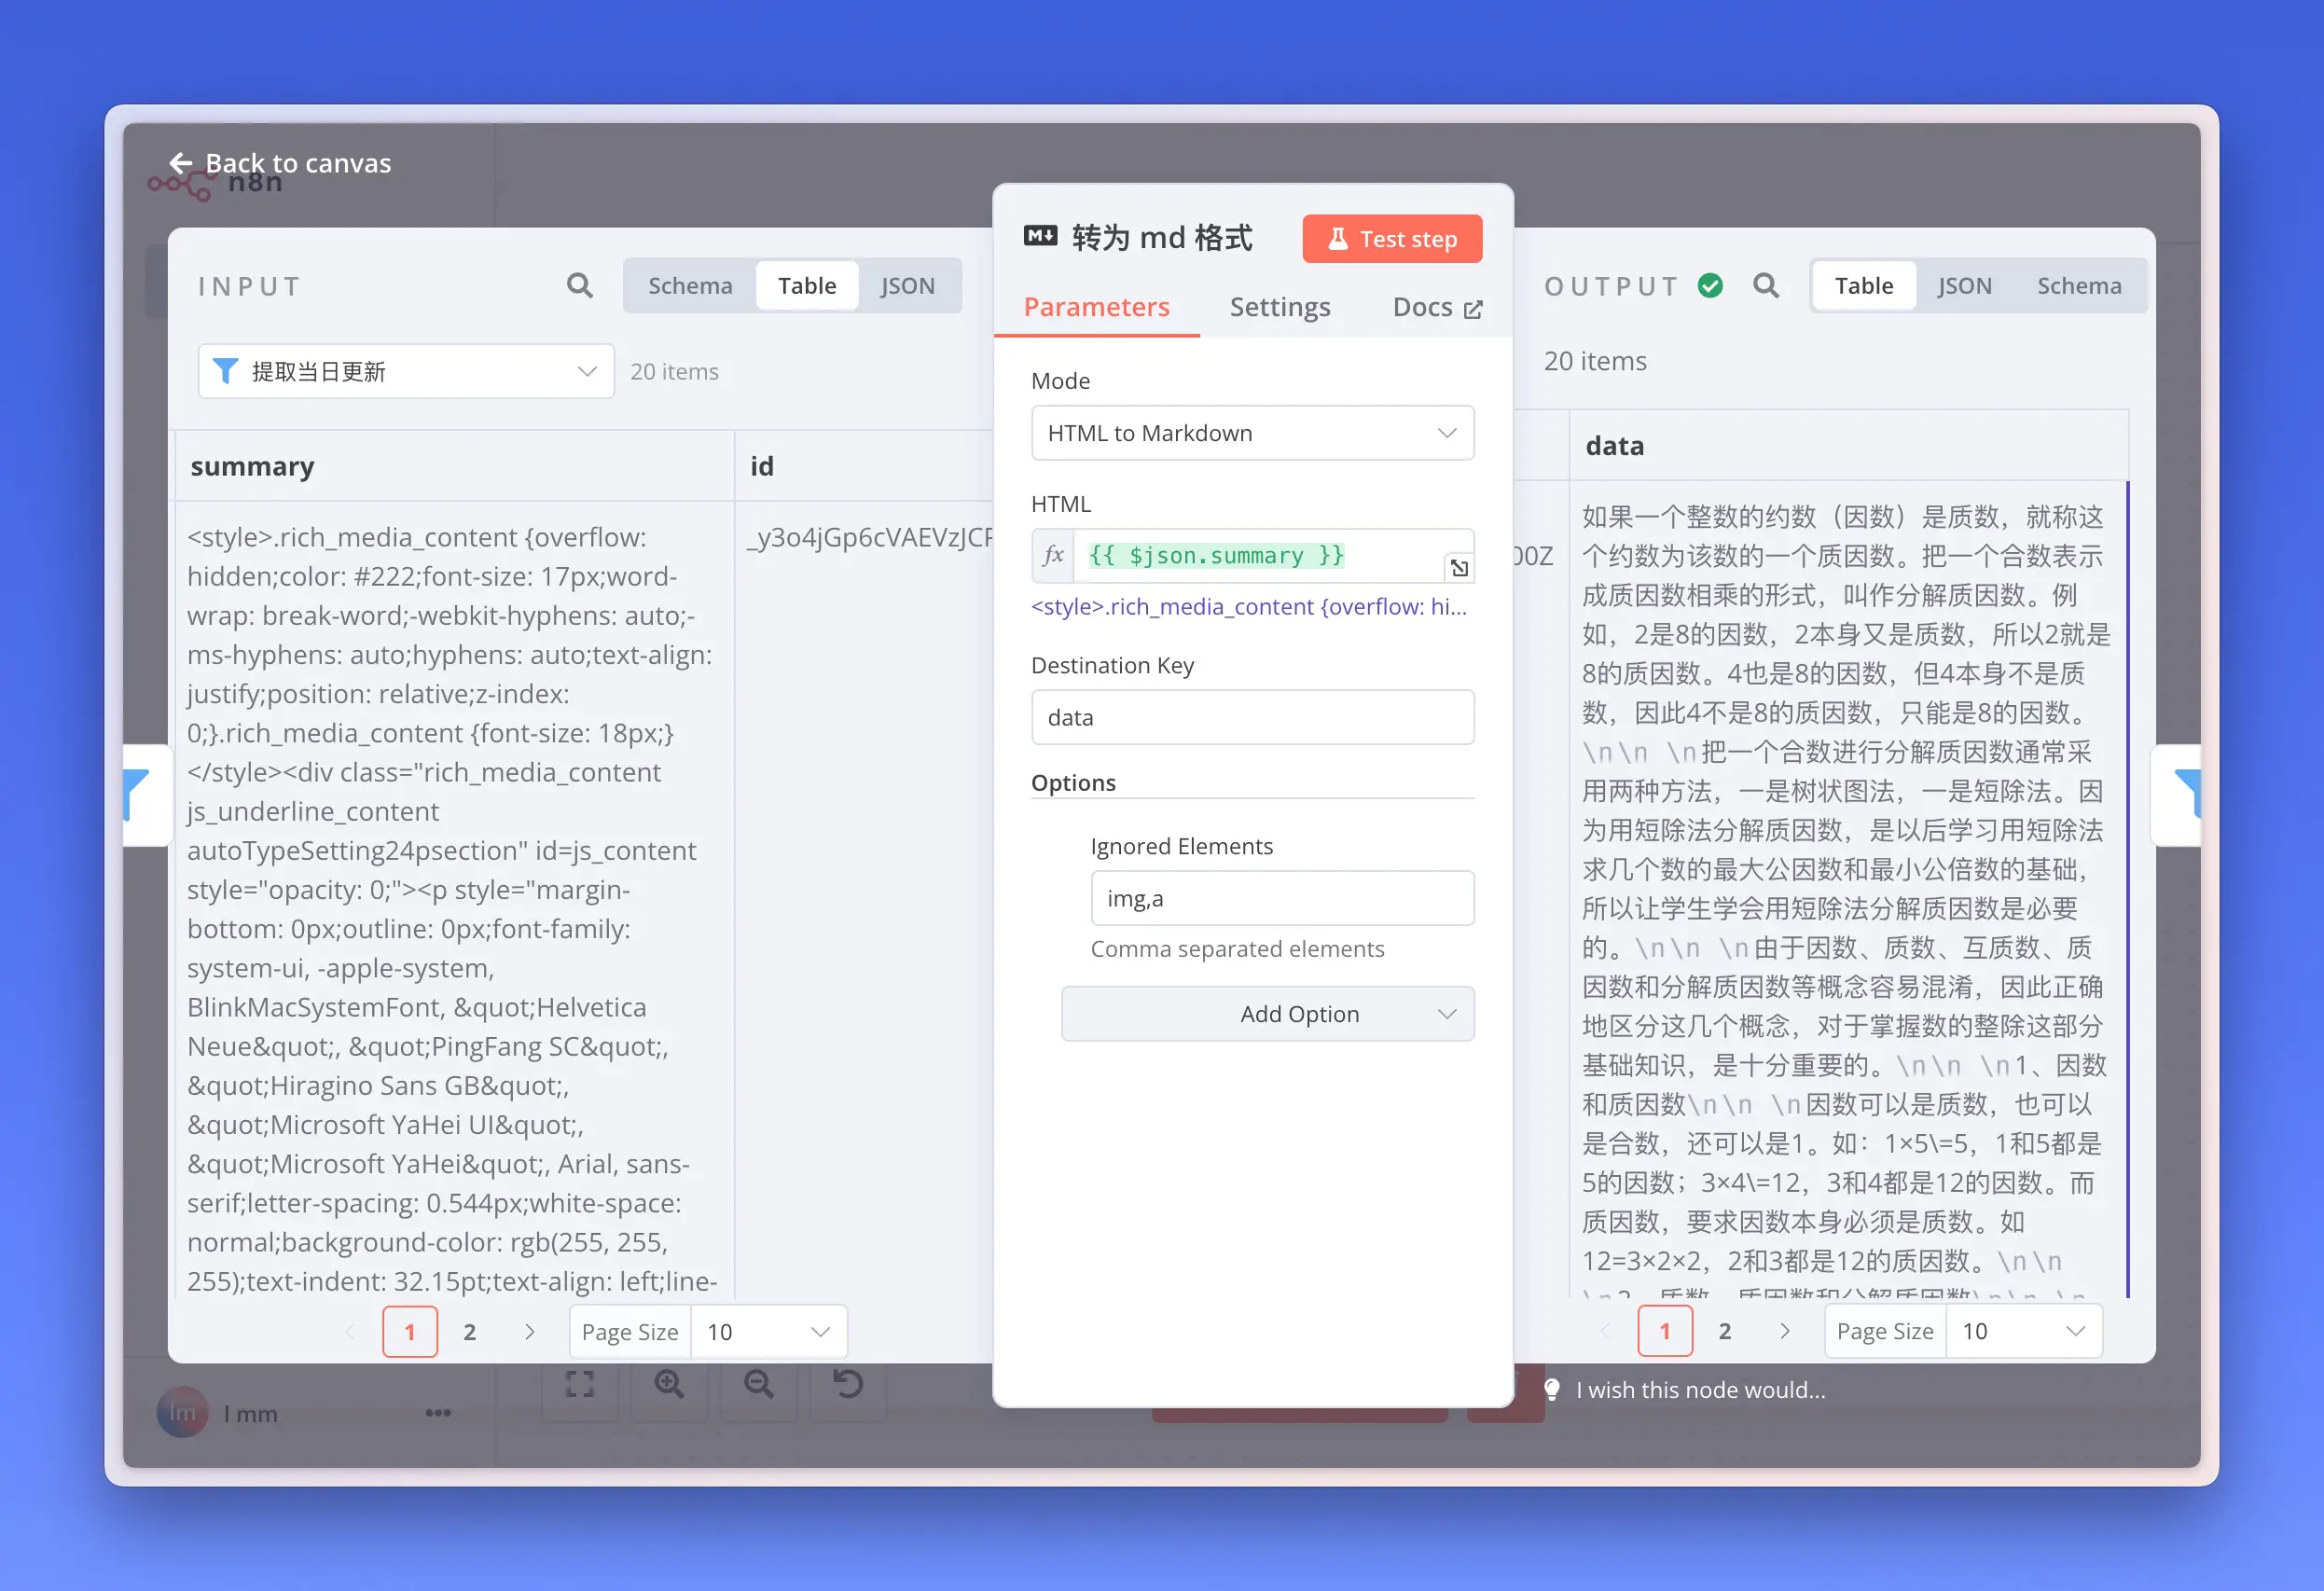 Back to canvas
n8n
INPUT
Schema
Table
JSON
提取当日更新
20 items
summary
id
<style>.rich_media_content {overflow:
hidden;color: #222;font-size: 17px;word-
wrap: break-word;-webkit-hyphens: auto;-
ms-hyphens: auto;hyphens: auto;text-align:
justify;position: relative;z-index:
0;}.rich_media_content {font-size: 18px;}
</style><div class="rich_media_content
js_underline_content
autoTypeSetting24psection" id=js_content
style="opacity: 0;"><p style="margin-
bottom: 0px;outline: 0px;font-family:
system-ui, -apple-system,
BlinkMacSystemFont, &quot;Helvetica
Neue&quot;, &quot;PingFang SC&quot;,
&quot;Hiragino Sans GB&quot;,
&quot;Microsoft YaHei UI&quot;,
&quot;Microsoft YaHei&quot;, Arial, sans-
serif;letter-spacing: 0.544px;white-space:
normal;background-color: rgb(255, 255,
255);text-indent: 32.15pt;text-align: left;line-
_y3o4jGp6cVAEVzJCF
1
2
Page Size
10
转为 md 格式
Test step
Parameters
Settings
Docs
Mode
HTML to Markdown
HTML
fx
{{ $json.summary }}
<style>.rich_media_content {overflow: hi...
Destination Key
data
Options
Ignored Elements
img,a
Comma separated elements
Add Option
OUTPUT
Table
JSON
Schema
20 items
data
00Z
如果一个整数的约数（因数）是质数，就称这
个约数为该数的一个质因数。把一个合数表示
成质因数相乘的形式，叫作分解质因数。例
如，2是8的因数，2本身又是质数，所以2就是
8的质因数。4也是8的因数，但4本身不是质
数，因此4不是8的质因数，只能是8的因数。
\n\n \n把一个合数进行分解质因数通常采
用两种方法，一是树状图法，一是短除法。因
为用短除法分解质因数，是以后学习用短除法
求几个数的最大公因数和最小公倍数的基础，
所以让学生学会用短除法分解质因数是必要
的。\n\n \n由于因数、质数、互质数、质
因数和分解质因数等概念容易混淆，因此正确
地区分这几个概念，对于掌握数的整除这部分
基础知识，是十分重要的。\n\n \n1、因数
和质因数\n\n \n因数可以是质数，也可以
是合数，还可以是1。如：1×5\=5，1和5都是
5的因数；3×4\=12，3和4都是12的因数。而
质因数，要求因数本身必须是质数。如
12=3×2×2，2和3都是12的质因数。\n\n
\n2、质数、质因数和分解质因数\n\n \n
1
2
Page Size
10
I wish this node would...
lm
l mm